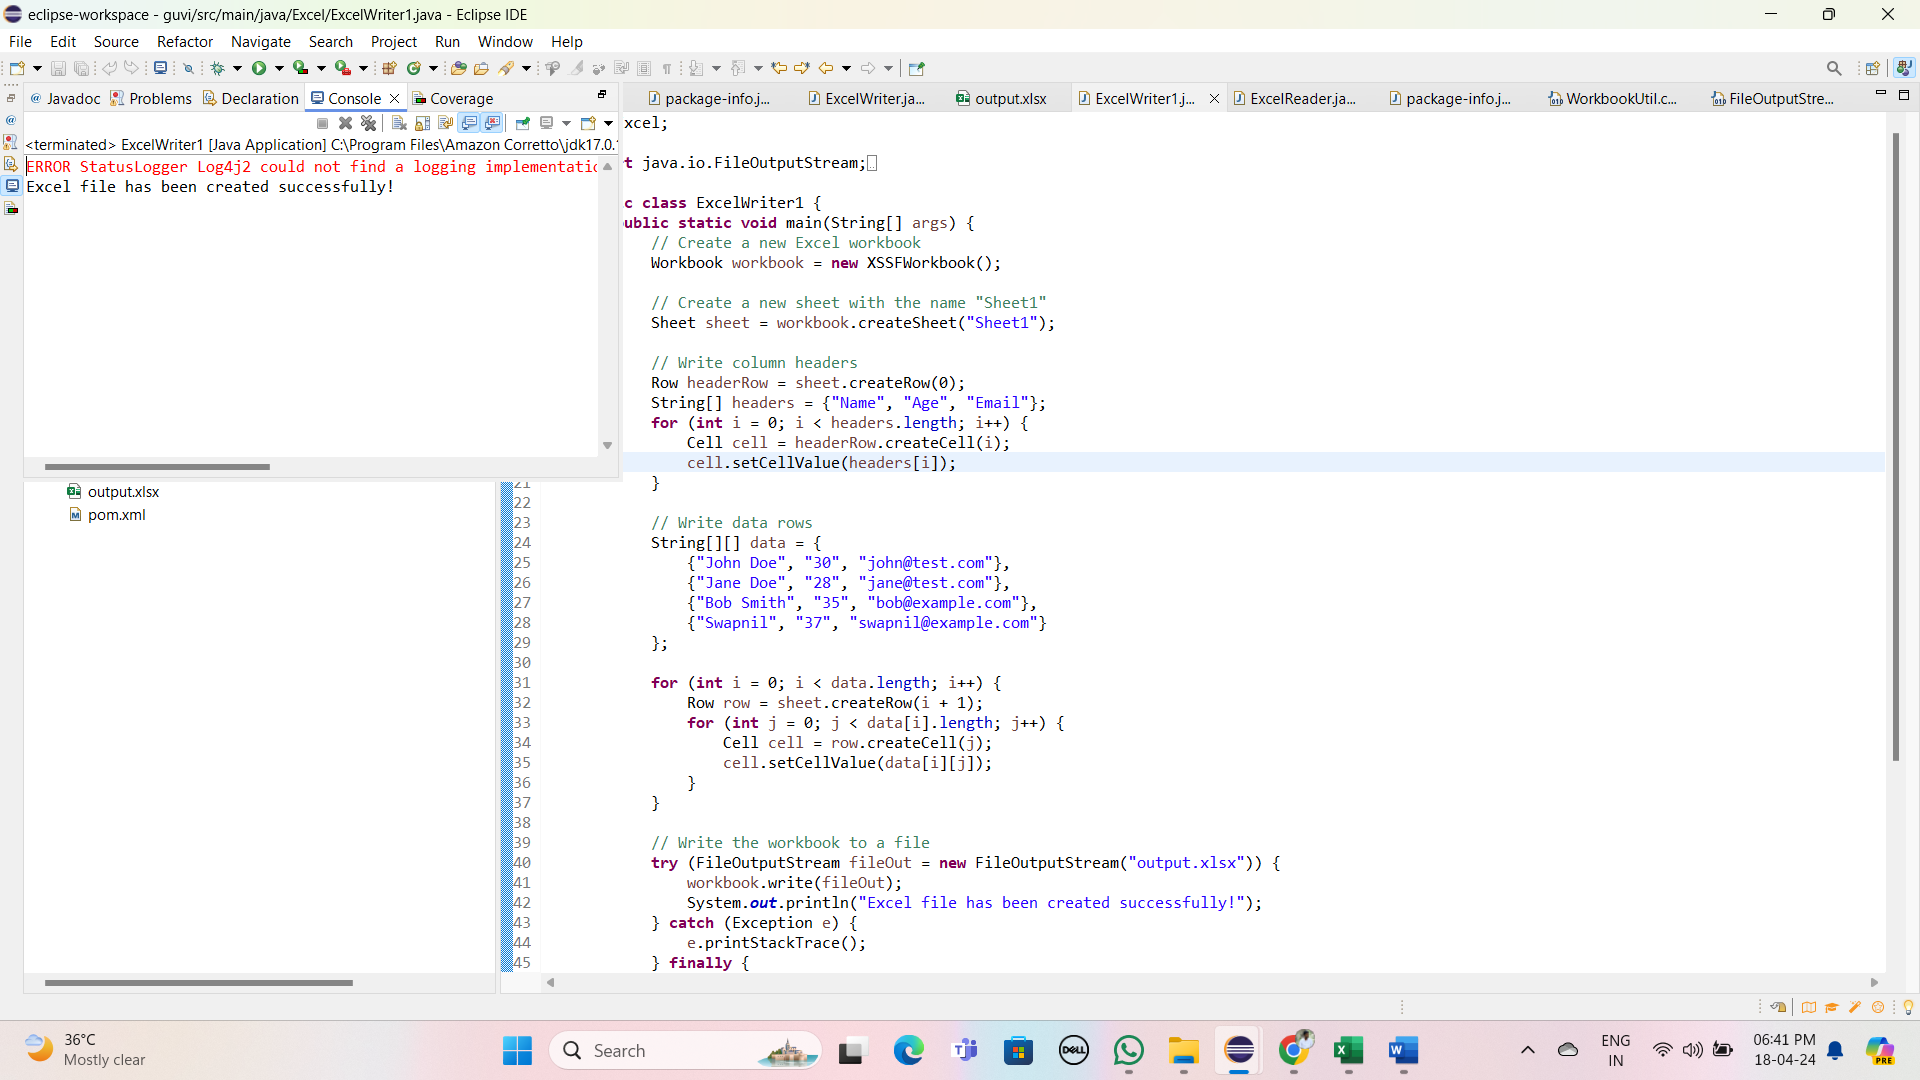 eclipse-workspace - guvi/src/main/java/Excel/ExcelWriter1.java - Eclipse IDE
File Edit Source Refactor Navigate Search Project Run Window Help
@ Javadoc Problems Declaration Console Coverage
package-info.j... ExcelWriter.ja... output.xlsx ExcelWriter1.j... ExcelReader.ja... package-info.j... WorkbookUtil.c... FileOutputStre...
<terminated> ExcelWriter1 [Java Application] C:\Program Files\Amazon Corretto\jdk17.0.
ERROR StatusLogger Log4j2 could not find a logging implementatio
Excel file has been created successfully!
output.xlsx
pom.xml
xcel;
t java.io.FileOutputStream;
c class ExcelWriter1 {
ublic static void main(String[] args) {
// Create a new Excel workbook
Workbook workbook = new XSSFWorkbook();
// Create a new sheet with the name "Sheet1"
Sheet sheet = workbook.createSheet("Sheet1");
// Write column headers
Row headerRow = sheet.createRow(0);
String[] headers = {"Name", "Age", "Email"};
for (int i = 0; i < headers.length; i++) {
Cell cell = headerRow.createCell(i);
cell.setCellValue(headers[i]);
21 }
22
23 // Write data rows
24 String[][] data = {
25 {"John Doe", "30", "john@test.com"},
26 {"Jane Doe", "28", "jane@test.com"},
27 {"Bob Smith", "35", "bob@example.com"},
28 {"Swapnil", "37", "swapnil@example.com"}
29 };
30
31 for (int i = 0; i < data.length; i++) {
32 Row row = sheet.createRow(i + 1);
33 for (int j = 0; j < data[i].length; j++) {
34 Cell cell = row.createCell(j);
35 cell.setCellValue(data[i][j]);
36 }
37 }
38
39 // Write the workbook to a file
40 try (FileOutputStream fileOut = new FileOutputStream("output.xlsx")) {
41 workbook.write(fileOut);
42 System.out.println("Excel file has been created successfully!");
43 } catch (Exception e) {
44 e.printStackTrace();
45 } finally {
36°C
Mostly clear
Search
DELL
ENG
IN
06:41 PM
18-04-24
PRE